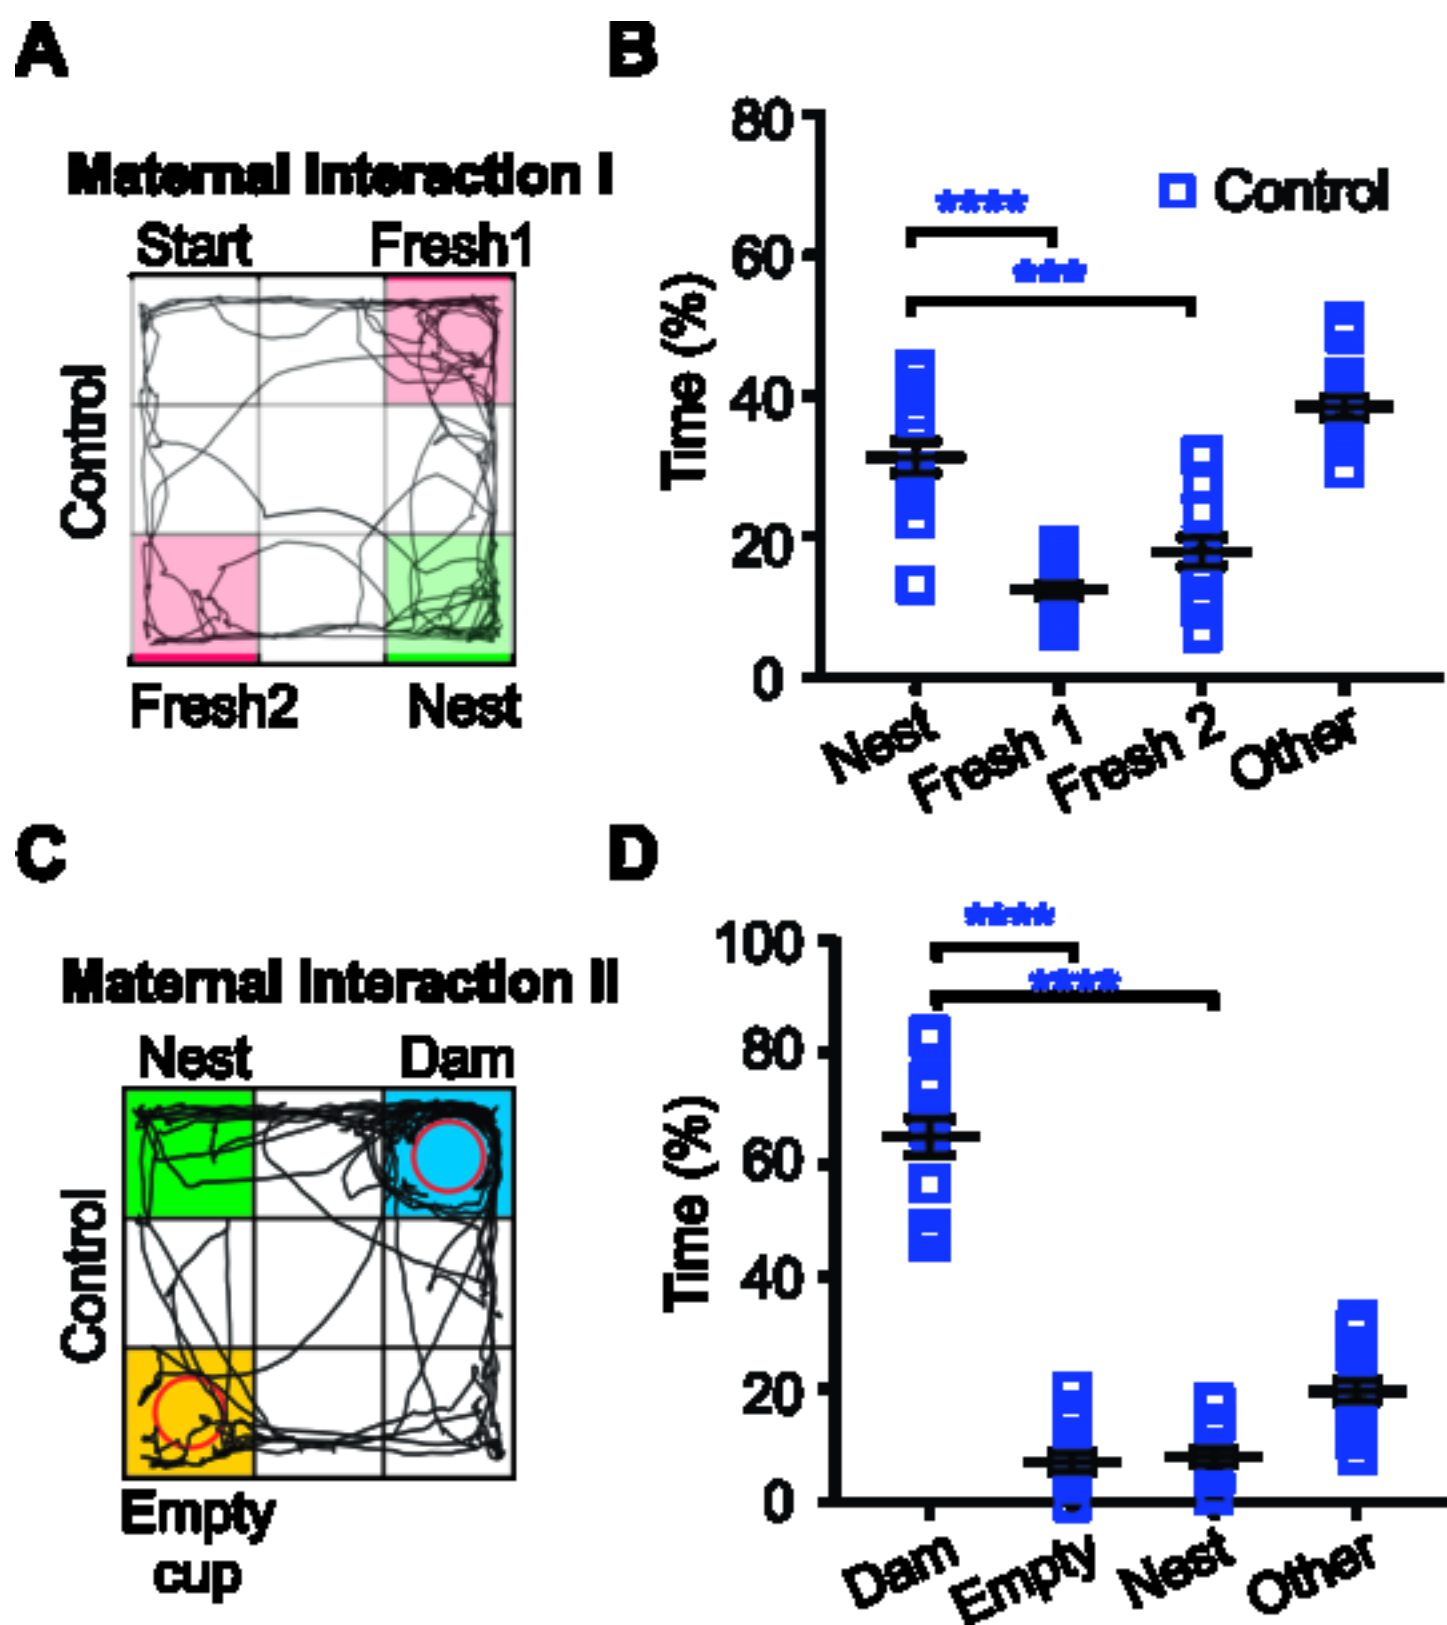 A
Maternal Interaction I
Start Fresh1
Control
Fresh2 Nest
B
80
60
40
20
0
Time (%)
****
***
Control
Nest Fresh 1 Fresh 2 Other
C
Maternal Interaction II
Nest Dam
Control
Empty
cup
D
100
80
60
40
20
0
Time (%)
****
****
Dam Empty Nest Other